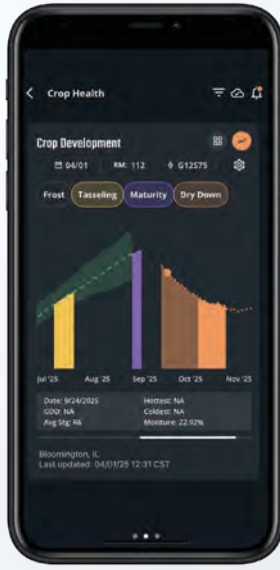 Crop Health
Crop Development
04/01 RM: 112 G12S75
Frost Tasseling Maturity Dry Down
Jul '25 Aug '25 Sep '25 Oct '25 Nov '25
Date: 9/24/2025 Hottest: NA
GDD: NA Coldest: NA
Avg Stg: R6 Moisture: 22.92%
Bloomington, IL
Last updated: 04/01/25 12:31 CST